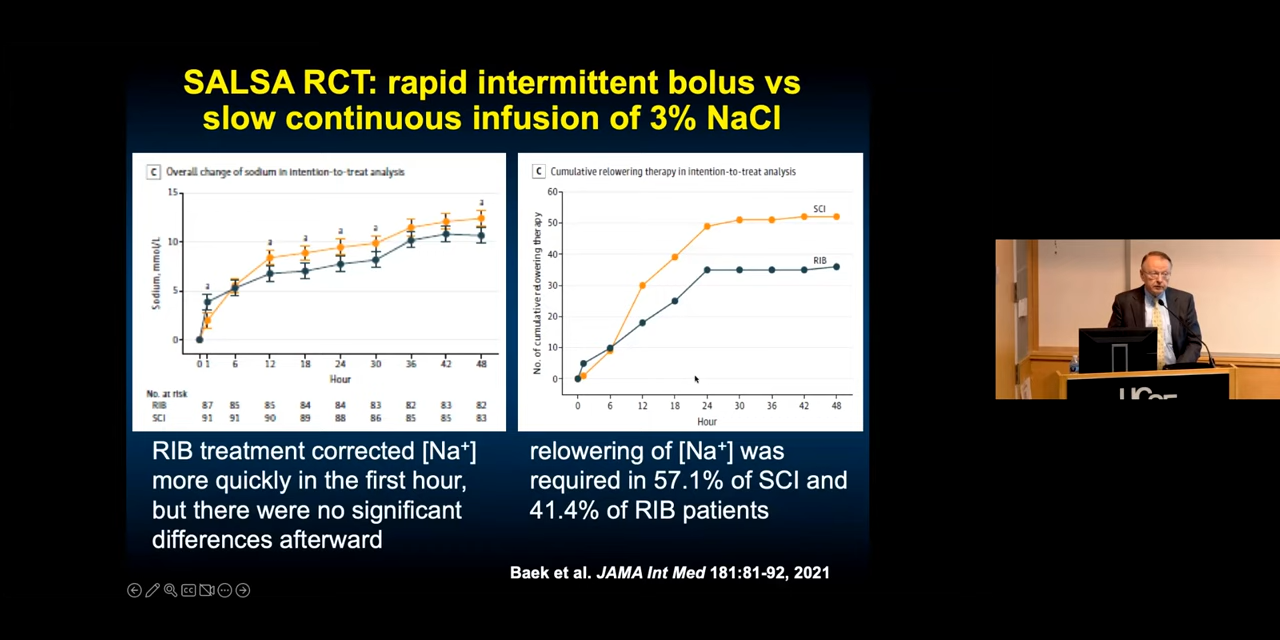 SALSA RCT: rapid intermittent bolus vs
slow continuous infusion of 3% NaCl
C Overall change of sodium in intention-to-treat analysis
Sodium, mmol/L
15
10
5
0
a
a
a
a
a
a
0 1 6 12 18 24 30 36 42 48
Hour
No. at risk
RIB 87 85 85 84 84 83 82 83 82
SCI 91 91 90 89 88 86 85 85 83
C Cumulative relowering therapy in intention-to-treat analysis
No. of cumulative relowering therapy
60
50
40
30
20
10
0
SCI
RIB
0 6 12 18 24 30 36 42 48
Hour
RIB treatment corrected [Na+]
more quickly in the first hour,
but there were no significant
differences afterward
relowering of [Na+] was
required in 57.1% of SCI and
41.4% of RIB patients
Baek et al. JAMA Int Med 181:81-92, 2021
CC